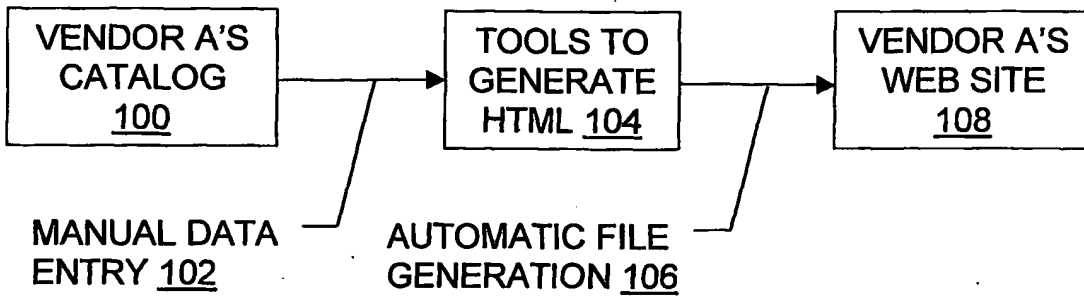 VENDOR A'S
CATALOG
100
TOOLS TO
GENERATE
HTML 104
VENDOR A'S
WEB SITE
108
MANUAL DATA
ENTRY 102
AUTOMATIC FILE
GENERATION 106